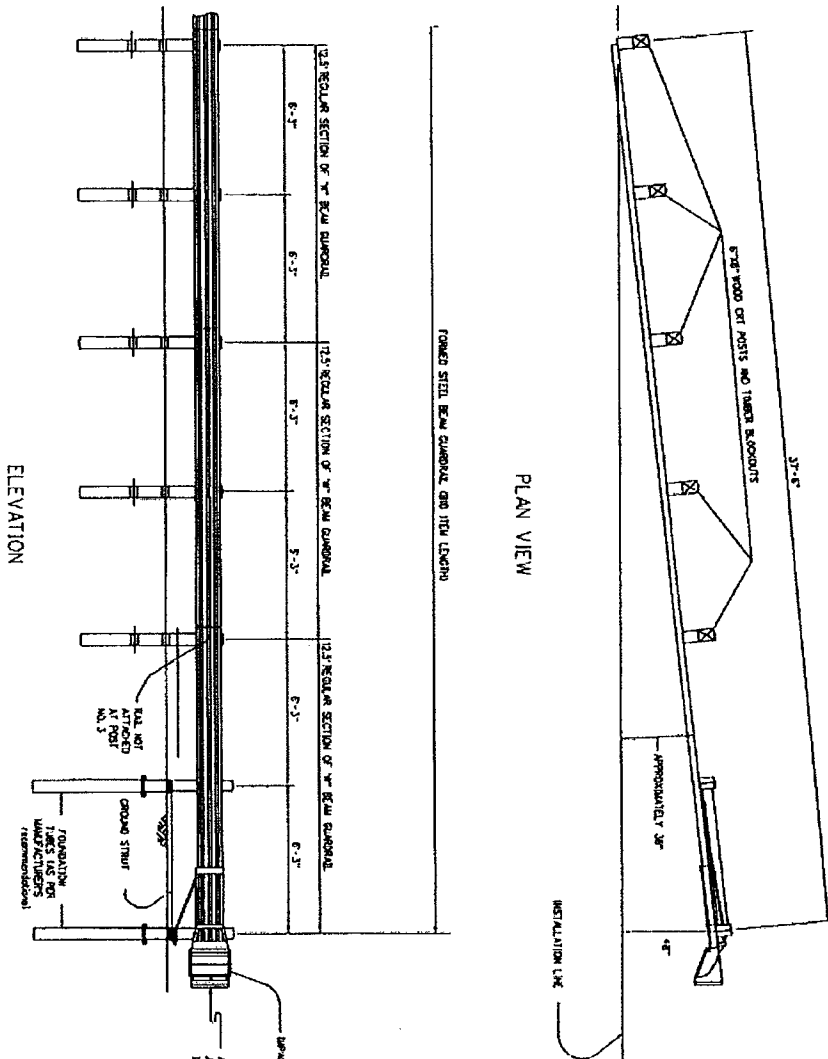 37'-6"
6"X8" WOOD CRT POSTS AND TIMBER BLOCKOUTS
APPROXIMATELY 38"
48"
INSTALLATION LINE
PLAN VIEW
FORMED STEEL BEAM GUARDRAIL (BID ITEM LENGTH)
12.5' REGULAR SECTION OF "W" BEAM GUARDRAIL
12.5' REGULAR SECTION OF "W" BEAM GUARDRAIL
12.5' REGULAR SECTION OF "W" BEAM GUARDRAIL
6'-3"
6'-3"
6'-3"
6'-3"
6'-3"
6'-3"
RAIL NOT
ATTACHED
AT POST
NO. 3
GROUND STRUT
FOUNDATION
TUBES (AS PER
MANUFACTURERS
recommendations)
ELEVATION